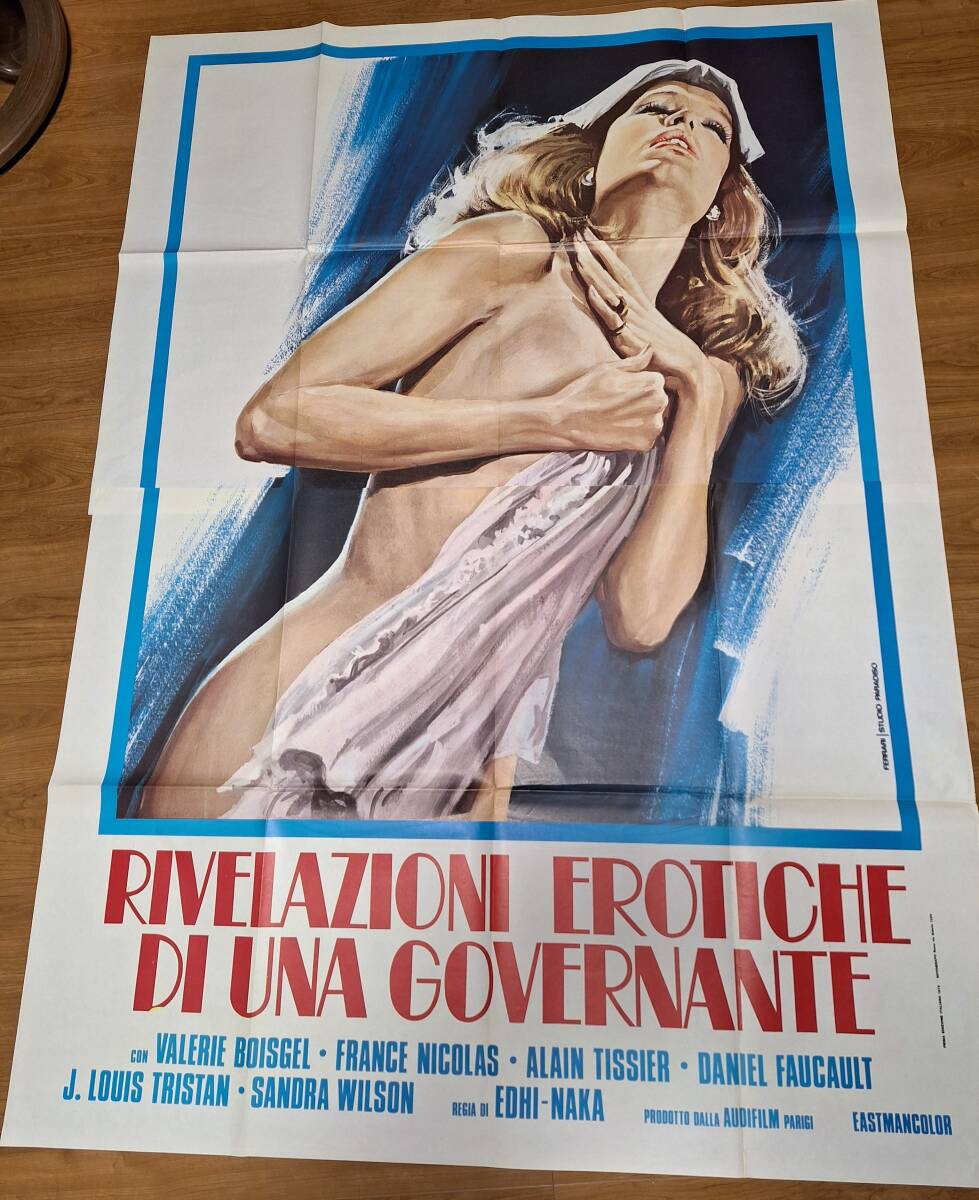 FERRARI | STUDIO PARADISO
RIVELAZIONI EROTICHE
DI UNA GOVERNANTE
CON VALERIE BOISGEL • FRANCE NICOLAS • ALAIN TISSIER • DANIEL FAUCAULT
J. LOUIS TRISTAN • SANDRA WILSON REGIA DI EDHI-NAKA PRODOTTO DALLA AUDIFILM PARIGI EASTMANCOLOR